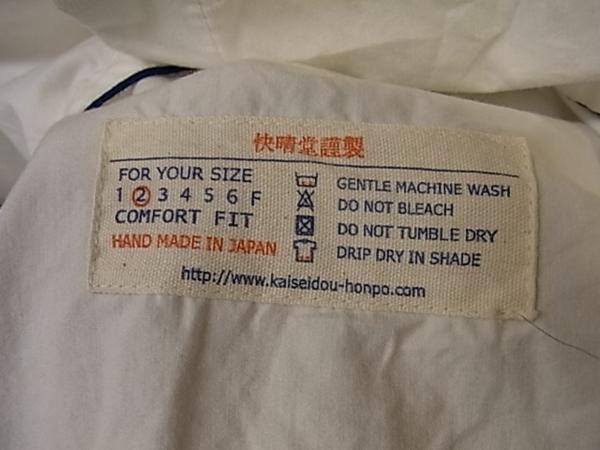 快晴堂謹製
FOR YOUR SIZE
1 2 3 4 5 6 F
COMFORT FIT
HAND MADE IN JAPAN
GENTLE MACHINE WASH
DO NOT BLEACH
DO NOT TUMBLE DRY
DRIP DRY IN SHADE
http://www.kaiseidou-honpo.com